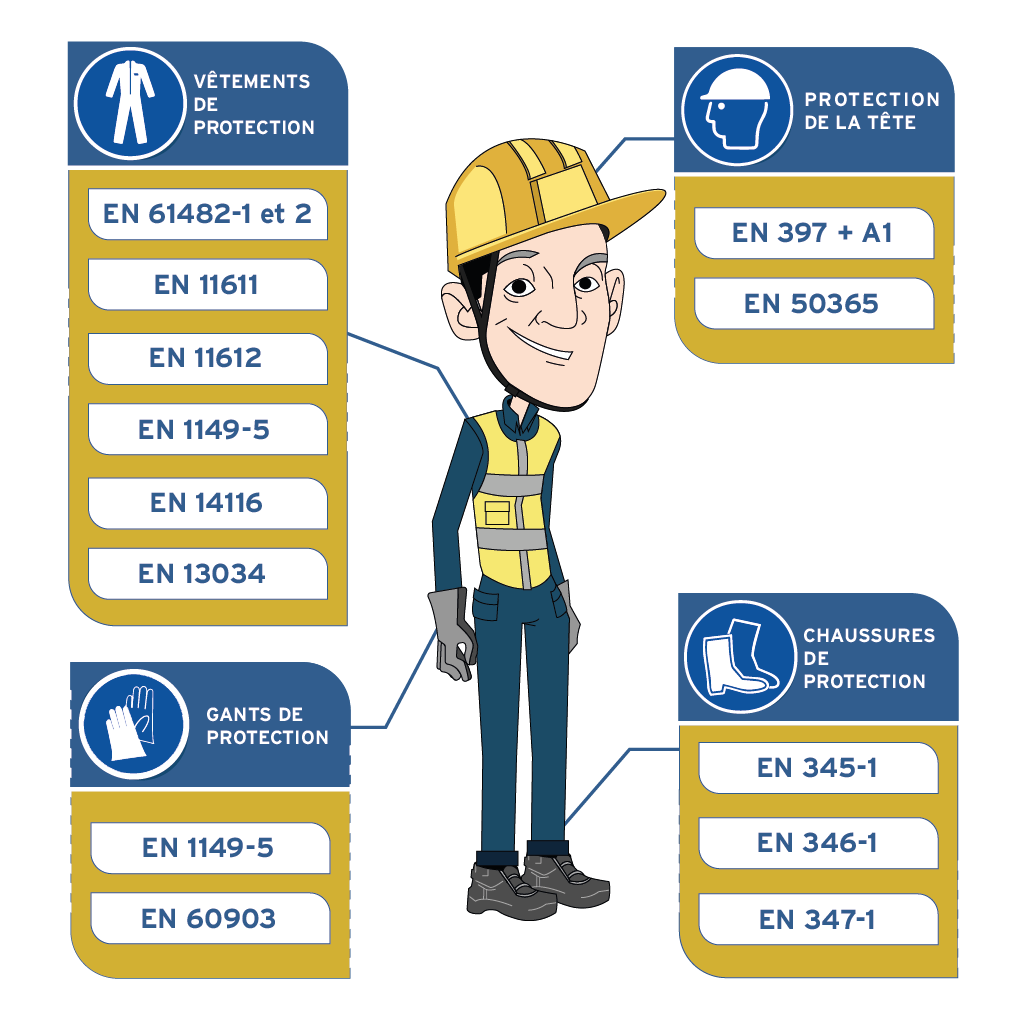 VÊTEMENTS
DE
PROTECTION
EN 61482-1 et 2
EN 11611
EN 11612
EN 1149-5
EN 14116
EN 13034
PROTECTION
DE LA TÊTE
EN 397 + A1
EN 50365
GANTS DE
PROTECTION
EN 1149-5
EN 60903
CHAUSSURES
DE
PROTECTION
EN 345-1
EN 346-1
EN 347-1